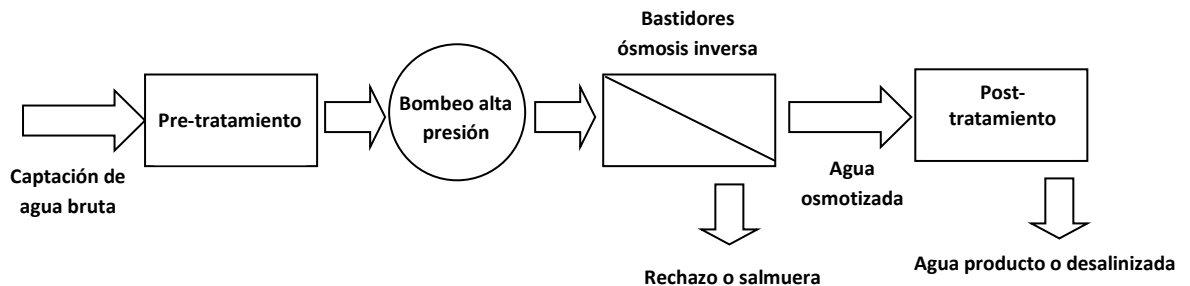 Bastidores
ósmosis inversa
Pre-tratamiento
Bombeo alta
presión
Post-
tratamiento
Captación de
agua bruta
Agua
osmotizada
Rechazo o salmuera
Agua producto o desalinizada